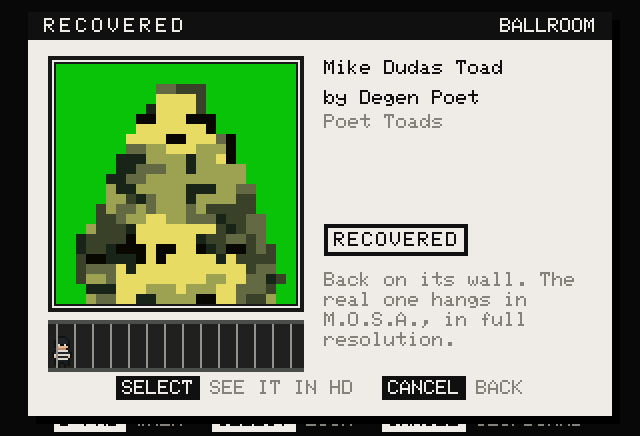 RECOVERED
BALLROOM
Mike Dudas Toad
by Degen Poet
Poet Toads
RECOVERED
Back on its wall. The
real one hangs in
M.O.S.A., in full
resolution.
SELECT SEE IT IN HD CANCEL BACK